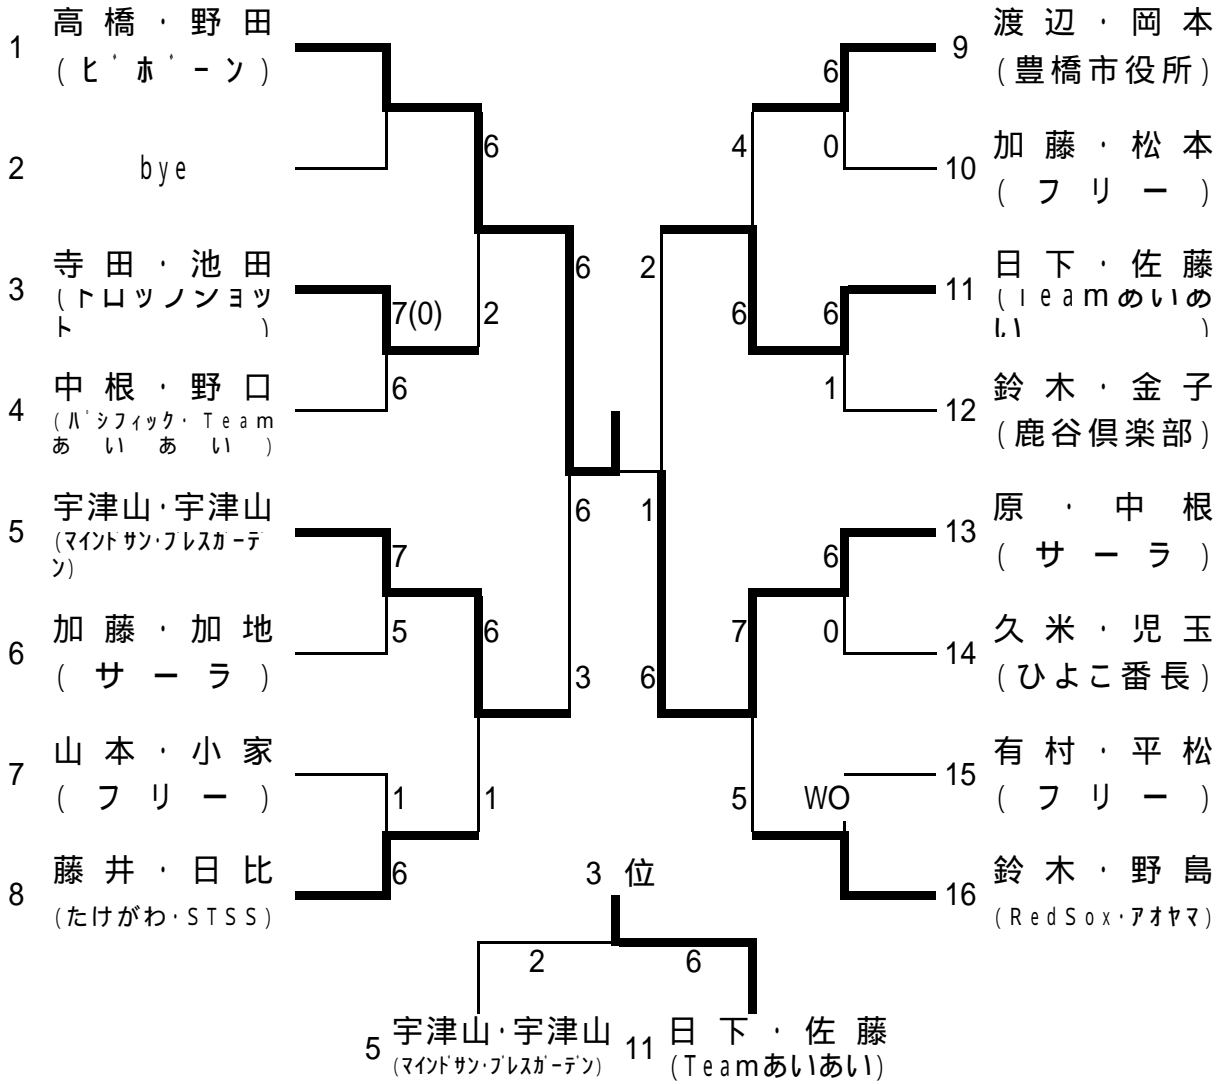 1 高橋・野田
(ビボーン)
2 bye
3 寺田・池田
(ドロップショット)
4 中根・野口
(パシフィック・Team
あいあい)
5 宇津山・宇津山
(マインドサン・ブレスガーデ
ン)
6 加藤・加地
(サーラ)
7 山本・小家
(フリー)
8 藤井・日比
(たけがわ・STSS)
6
7(0)
2
6
7
5
6
1
6
1
6
6
3
2
1
6
4
6
7
5
6
0
6
1
6
0
WO
9 渡辺・岡本
(豊橋市役所)
10 加藤・松本
(フリー)
11 日下・佐藤
(Teamあいあ
い)
12 鈴木・金子
(鹿谷倶楽部)
13 原・中根
(サーラ)
14 久米・児玉
(ひよこ番長)
15 有村・平松
(フリー)
16 鈴木・野島
(RedSox・アオヤマ)
3位
2
6
5 宇津山・宇津山
(マインドサン・ブレスガーデン)
11 日下・佐藤
(Teamあいあい)